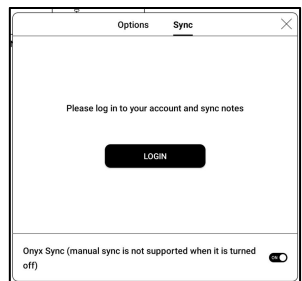 Options Sync
Please log in to your account and sync notes
LOGIN
Onyx Sync (manual sync is not supported when it is turned
off)
ON